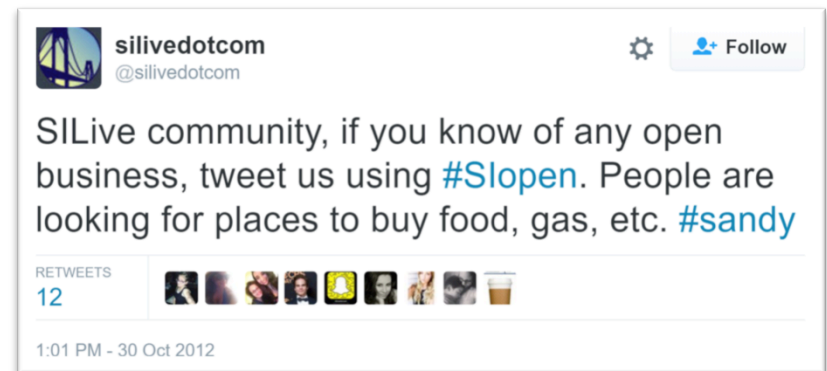 silivedotcom
@silivedotcom
Follow
SILive community, if you know of any open
business, tweet us using #SIopen. People are
looking for places to buy food, gas, etc. #sandy
RETWEETS
12
1:01 PM - 30 Oct 2012